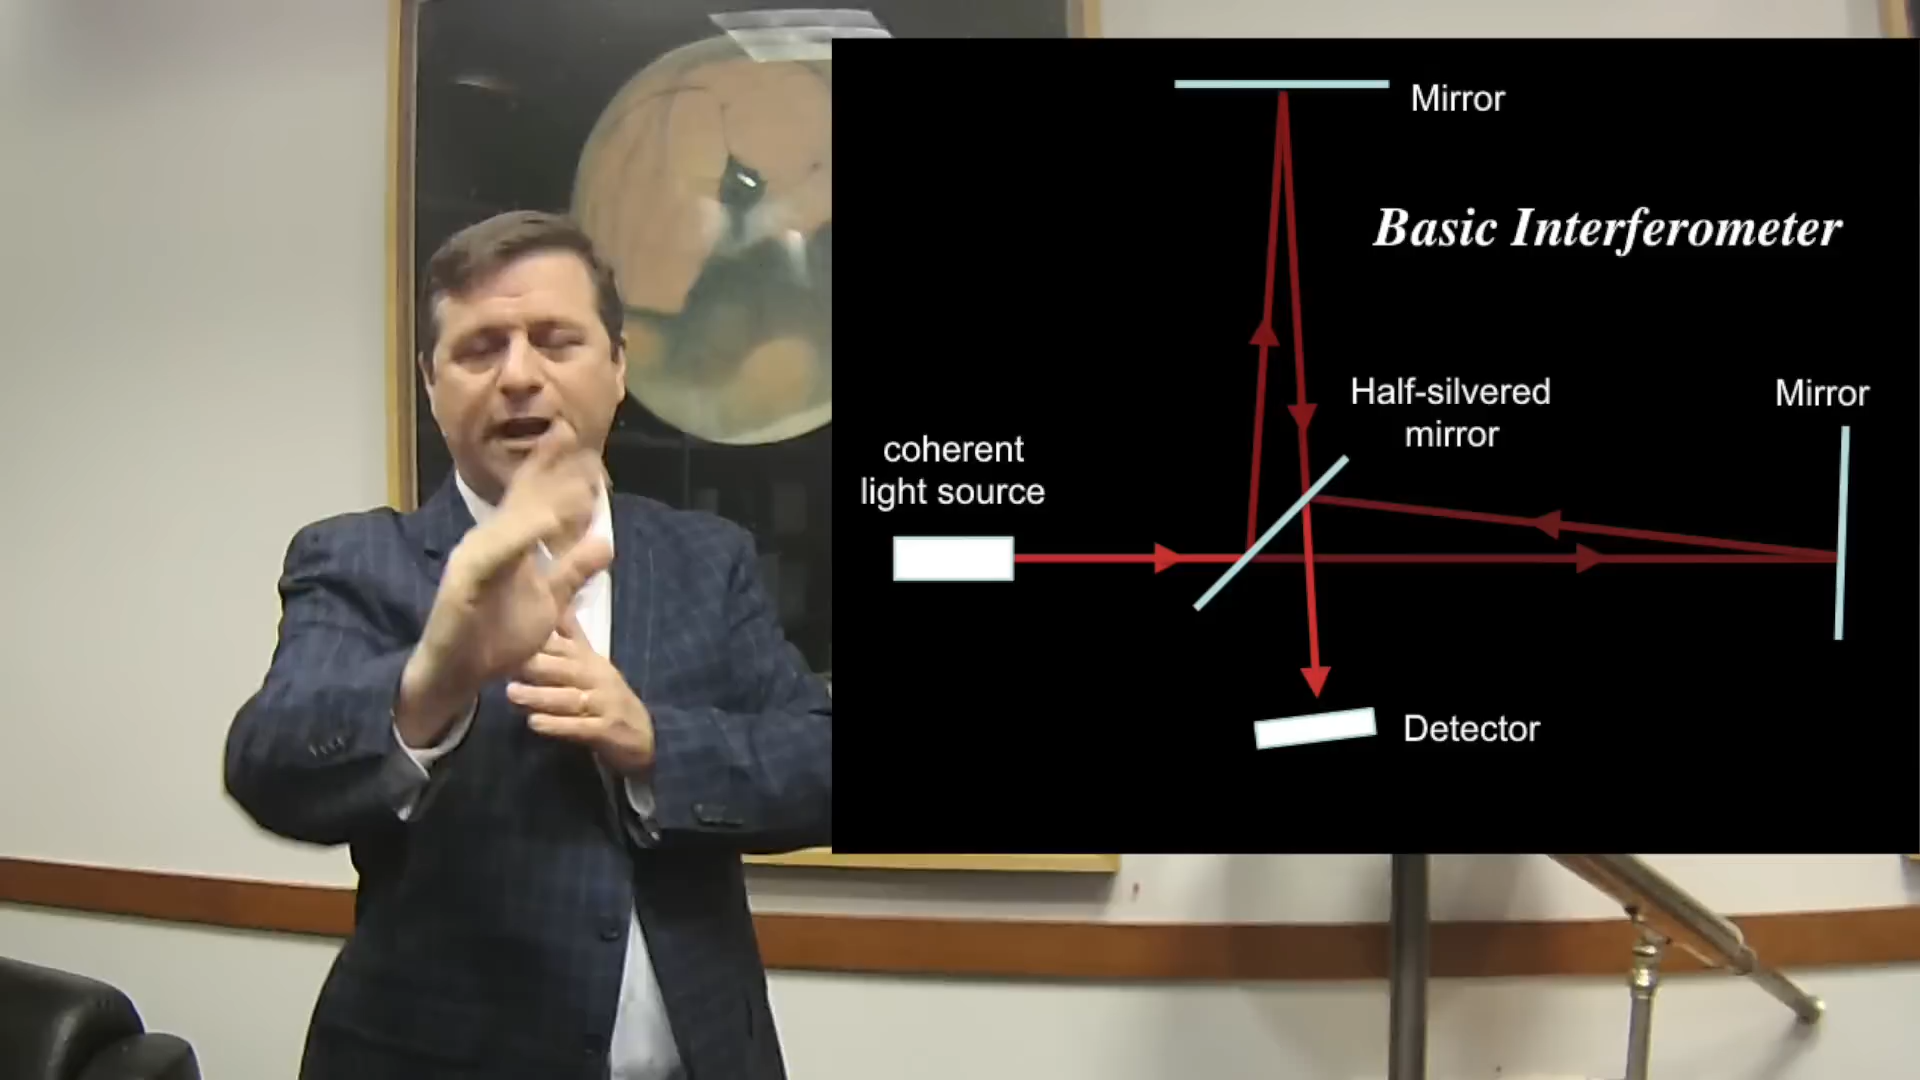 Mirror
Basic Interferometer
Half-silvered
mirror
Mirror
coherent
light source
Detector